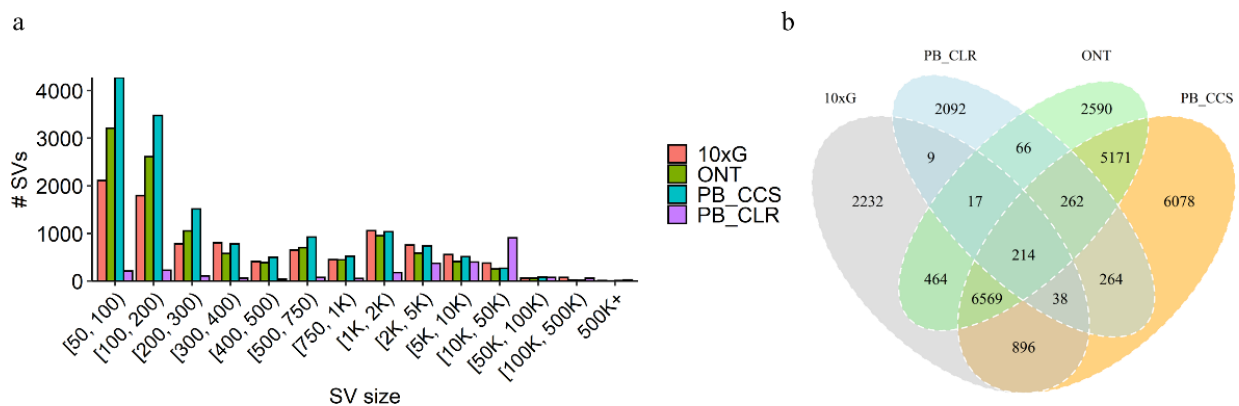 a
# SVs
4000
3000
2000
1000
0
[50, 100)
[100, 200)
[200, 300)
[300, 400)
[400, 500)
[500, 750)
[750, 1K)
[1K, 2K)
[2K, 5K)
[5K, 10K)
[10K, 50K)
[50K, 100K)
[100K, 500K)
500K+
SV size
10xG
ONT
PB_CCS
PB_CLR
b
PB_CLR
ONT
10xG
PB_CCS
2092
2590
9
66
5171
2232
17
262
6078
214
464
6569
38
264
896